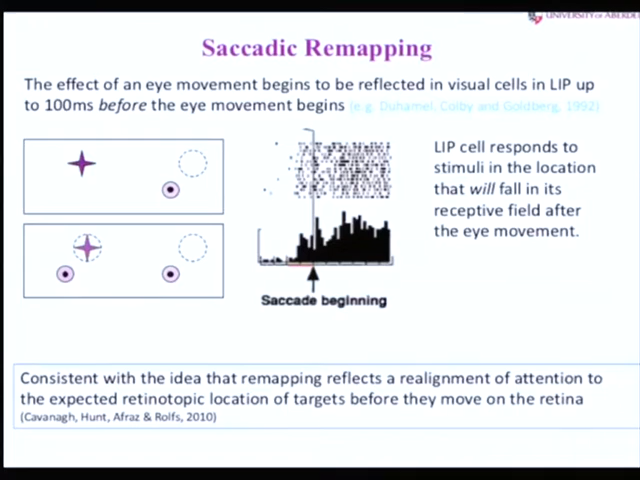 UNIVERSITY OF ABERDE
Saccadic Remapping
The effect of an eye movement begins to be reflected in visual cells in LIP up
to 100ms before the eye movement begins (e.g. Duhamel, Colby and Goldberg, 1992)
LIP cell responds to
stimuli in the location
that will fall in its
receptive field after
the eye movement.
Saccade beginning
Consistent with the idea that remapping reflects a realignment of attention to
the expected retinotopic location of targets before they move on the retina
(Cavanagh, Hunt, Afraz & Rolfs, 2010)